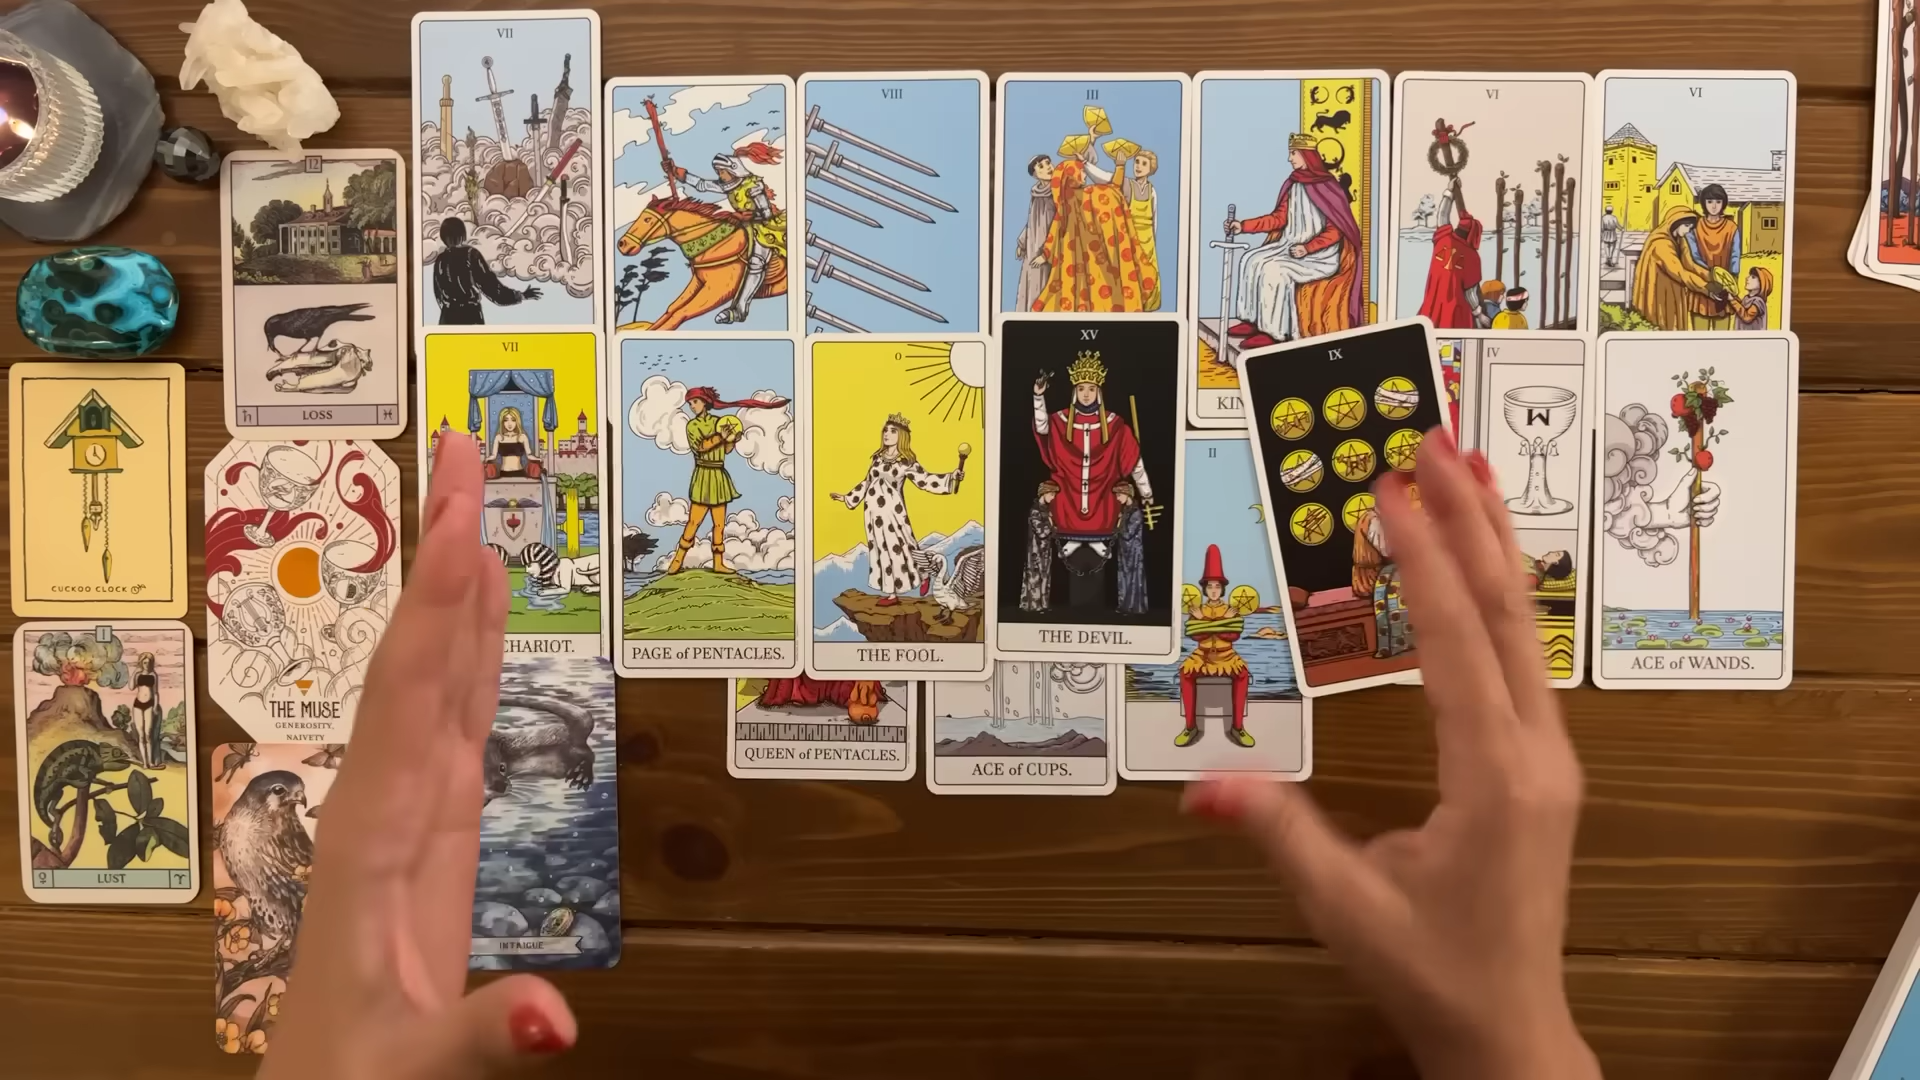 VII
VIII
III
VI
VI
12
LOSS
KIN
VII
0
XV
IX
IV
II
CUCKOO CLOCK
CHARIOT.
PAGE of PENTACLES.
THE FOOL.
THE DEVIL.
ACE of WANDS.
I
THE MUSE
GENEROSITY,
NAIVETY
QUEEN of PENTACLES.
ACE of CUPS.
LUST
INTRIGUE